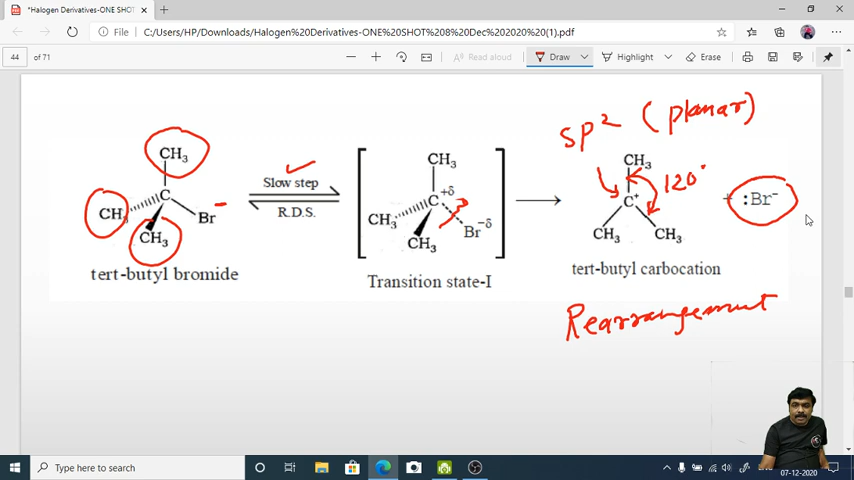 *Halogen Derivatives-ONE SHOT
C:/Users/HP/Downloads/Halogen%20Derivatives-ONE%20SHOT%208%20Dec%202020%20(1).pdf
44 of 71
Read aloud
Draw
Highlight
Erase
sp² (planar)
CH₃
C
CH₃
Br
CH₃
tert-butyl bromide
Slow step
R.D.S.
CH₃
C+δ
CH₃
Br-δ
CH₃
Transition state-I
CH₃
120°
C+
CH₃
CH₃
tert-butyl carbocation
+ :Br⁻
Rearrangement
Type here to search
07-12-2020